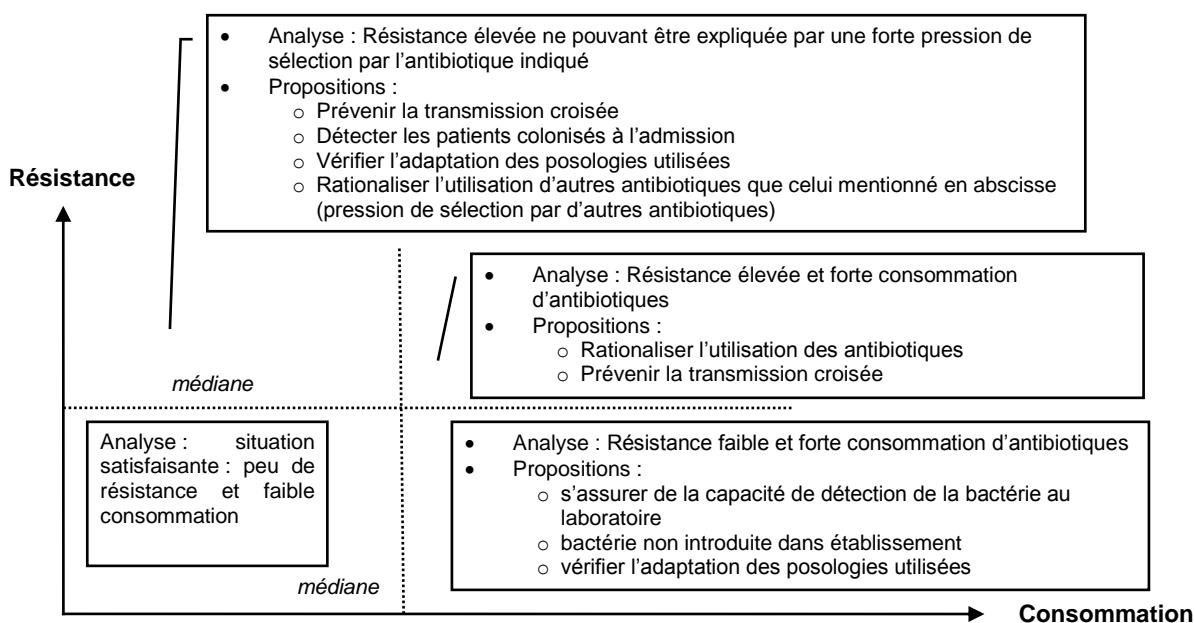 • Analyse : Résistance élevée ne pouvant être expliquée par une forte pression de
sélection par l'antibiotique indiqué
• Propositions :
o Prévenir la transmission croisée
o Détecter les patients colonisés à l'admission
o Vérifier l'adaptation des posologies utilisées
o Rationaliser l'utilisation d'autres antibiotiques que celui mentionné en abscisse
(pression de sélection par d'autres antibiotiques)
Résistance
• Analyse : Résistance élevée et forte consommation
d'antibiotiques
• Propositions :
o Rationaliser l'utilisation des antibiotiques
o Prévenir la transmission croisée
médiane
Analyse : situation
satisfaisante : peu de
résistance et faible
consommation
• Analyse : Résistance faible et forte consommation d'antibiotiques
• Propositions :
o s'assurer de la capacité de détection de la bactérie au
laboratoire
o bactérie non introduite dans établissement
o vérifier l'adaptation des posologies utilisées
médiane
Consommation